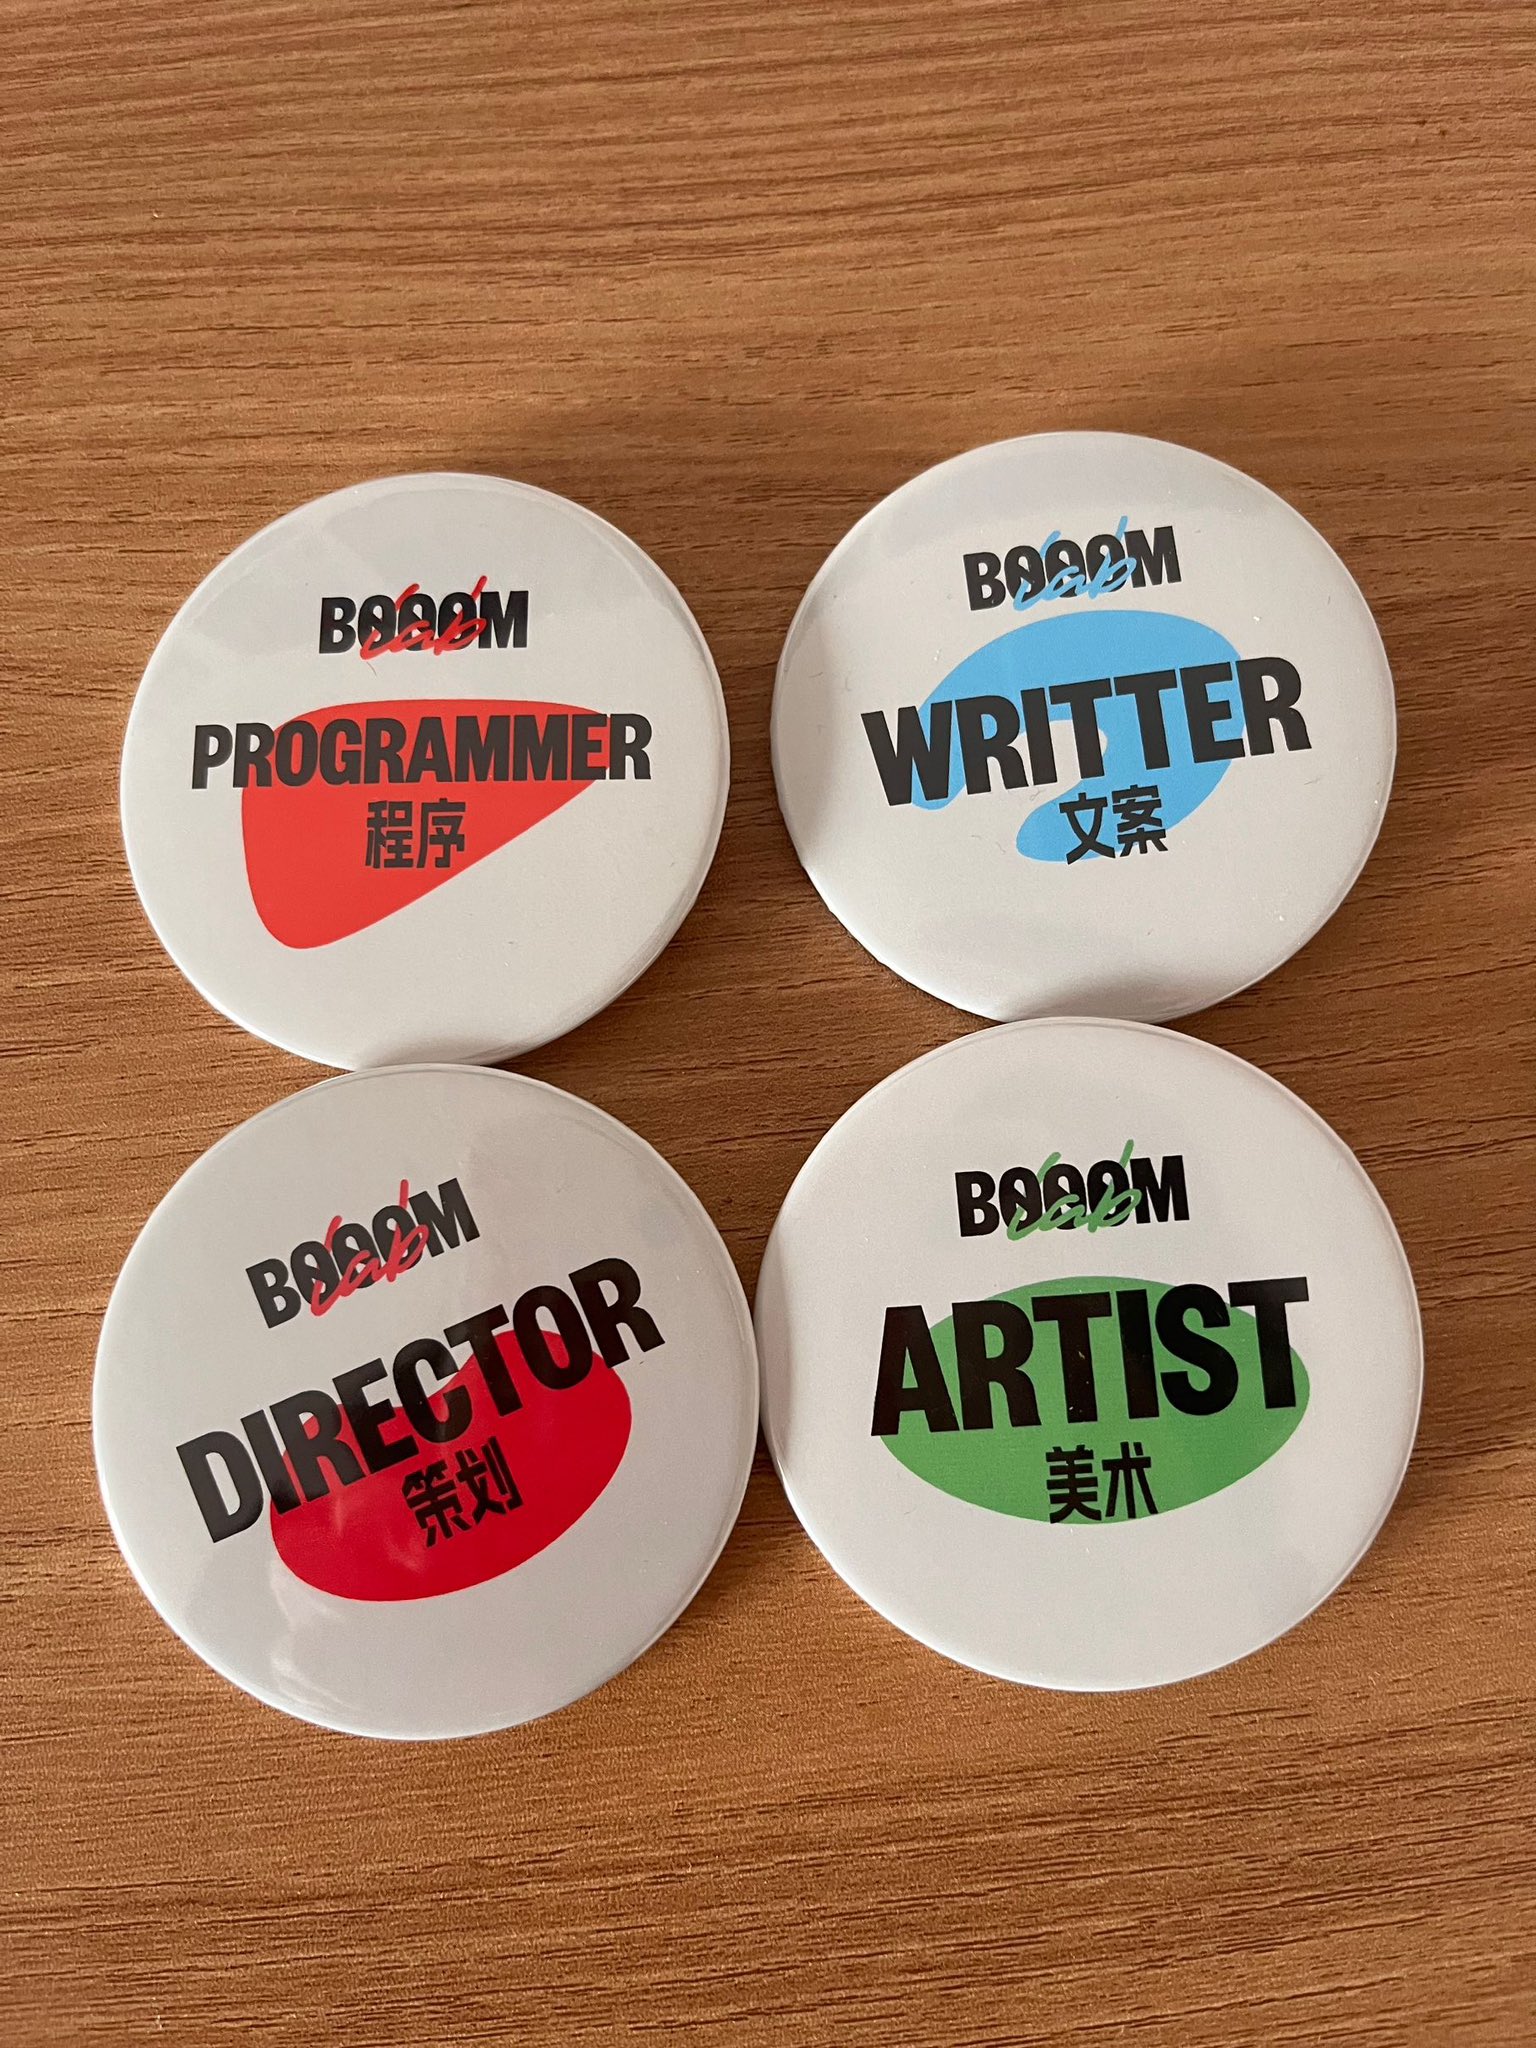 BOOOM
Lab
PROGRAMMER
程序
BOOOM
Lab
WRITTER
文案
BOOOM
Lab
DIRECTOR
策划
BOOOM
Lab
ARTIST
美术